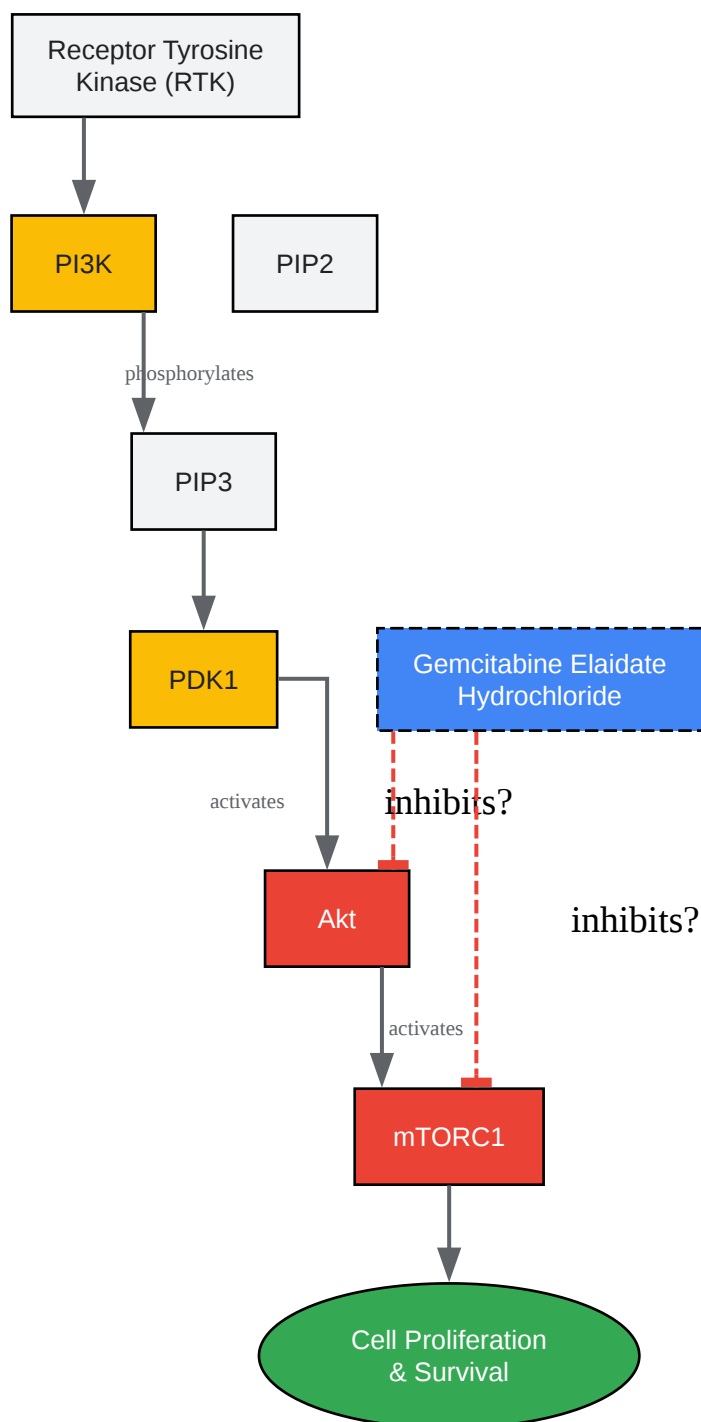 Receptor Tyrosine
Kinase (RTK)
PI3K
PIP2
phosphorylates
PIP3
PDK1
Gemcitabine Elaidate
Hydrochloride
activates
inhibits?
Akt
inhibits?
activates
mTORC1
Cell Proliferation
& Survival